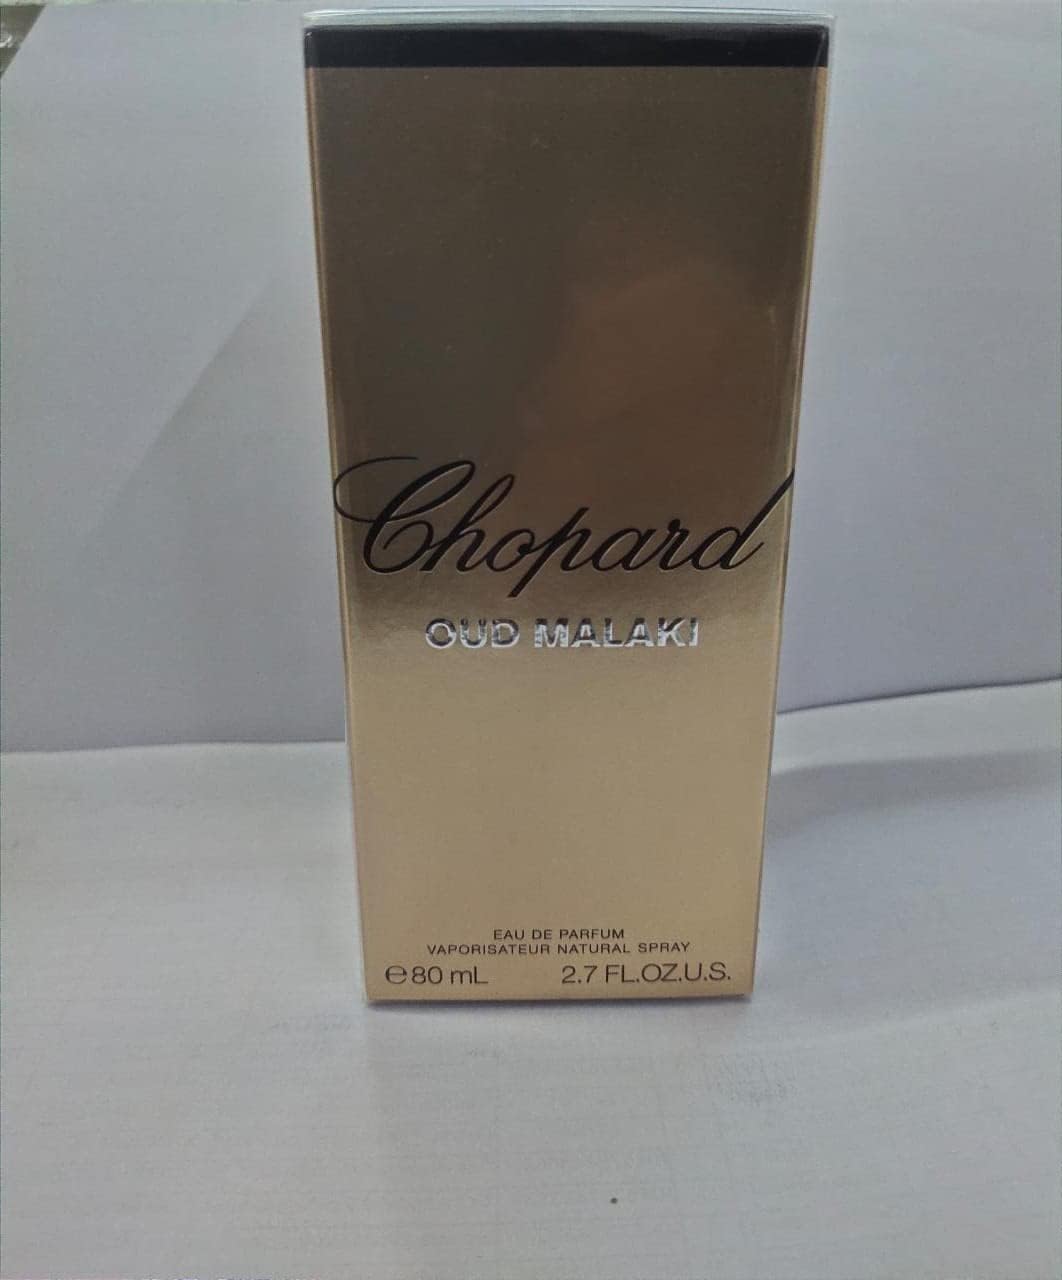 Chopard
OUD MALAKI
EAU DE PARFUM
VAPORISATEUR NATURAL SPRAY
℮80 mL 2.7 FL.OZ.U.S.